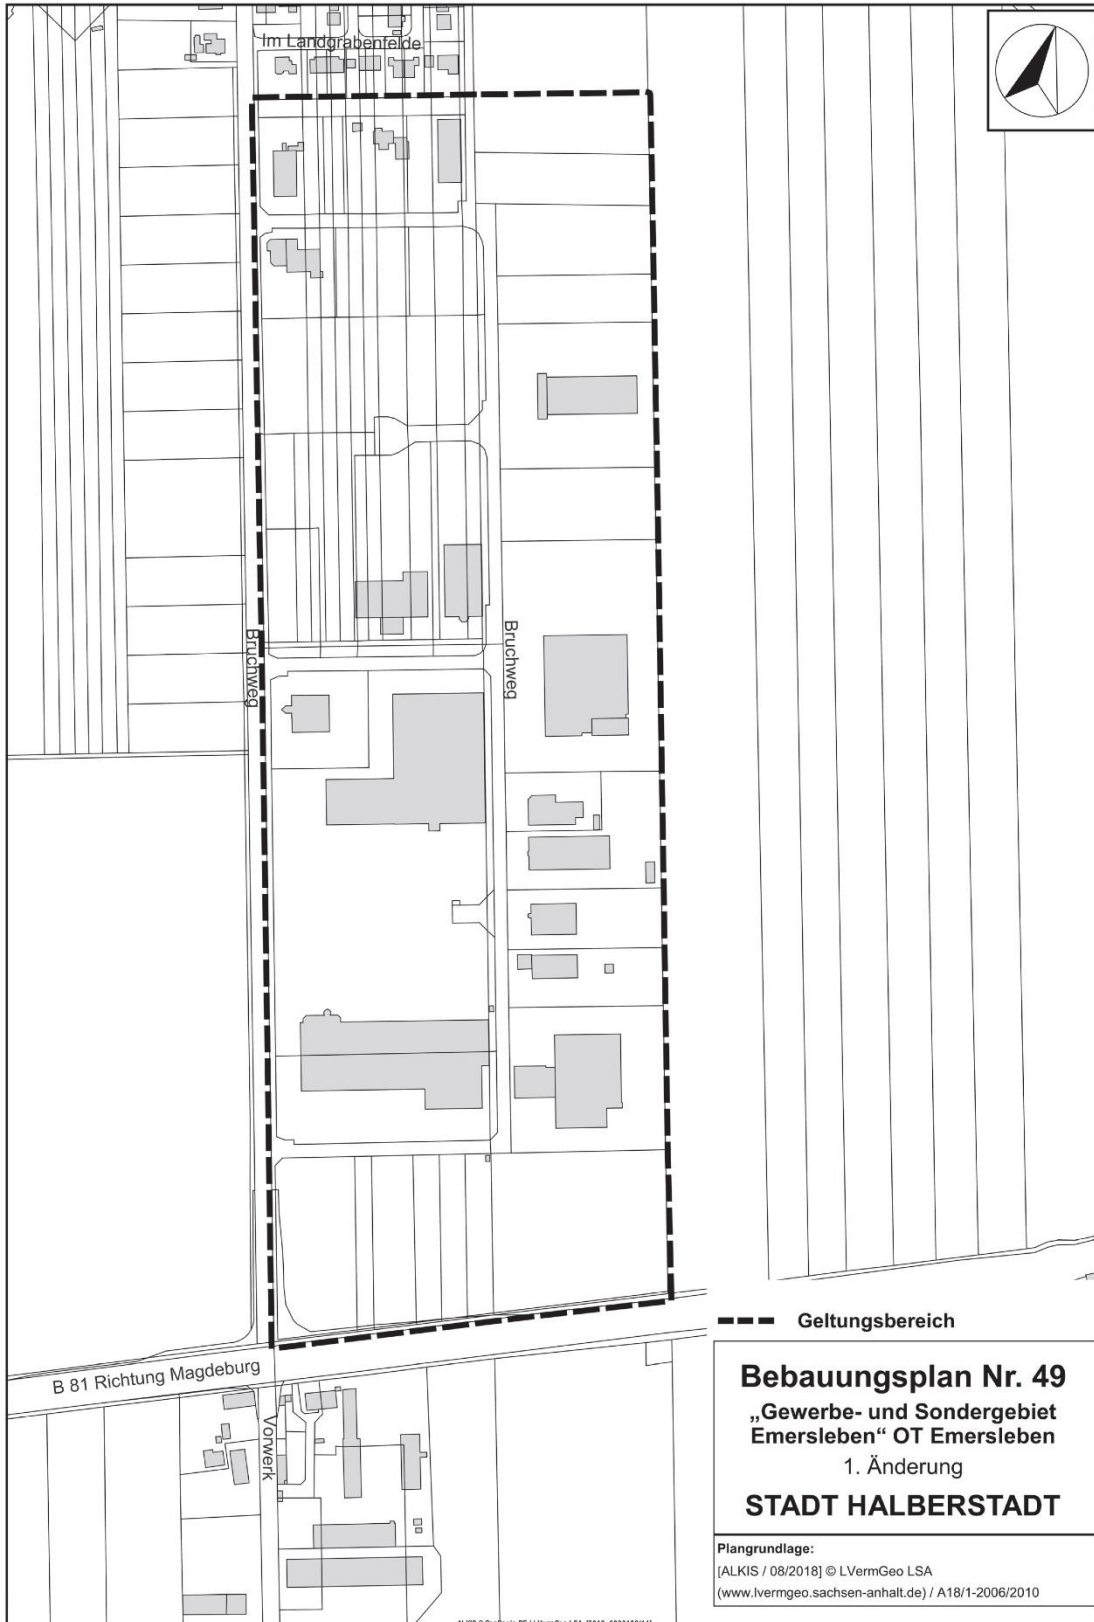 Im Landgrabenfelde
Bruchweg
Bruchweg
B 81 Richtung Magdeburg
Vorwerk
Geltungsbereich
Bebauungsplan Nr. 49
„Gewerbe- und Sondergebiet
Emersleben“ OT Emersleben
1. Änderung
STADT HALBERSTADT
Plangrundlage:
[ALKIS / 08/2018] © LVermGeo LSA
(www.lvermgeo.sachsen-anhalt.de) / A18/1-2006/2010